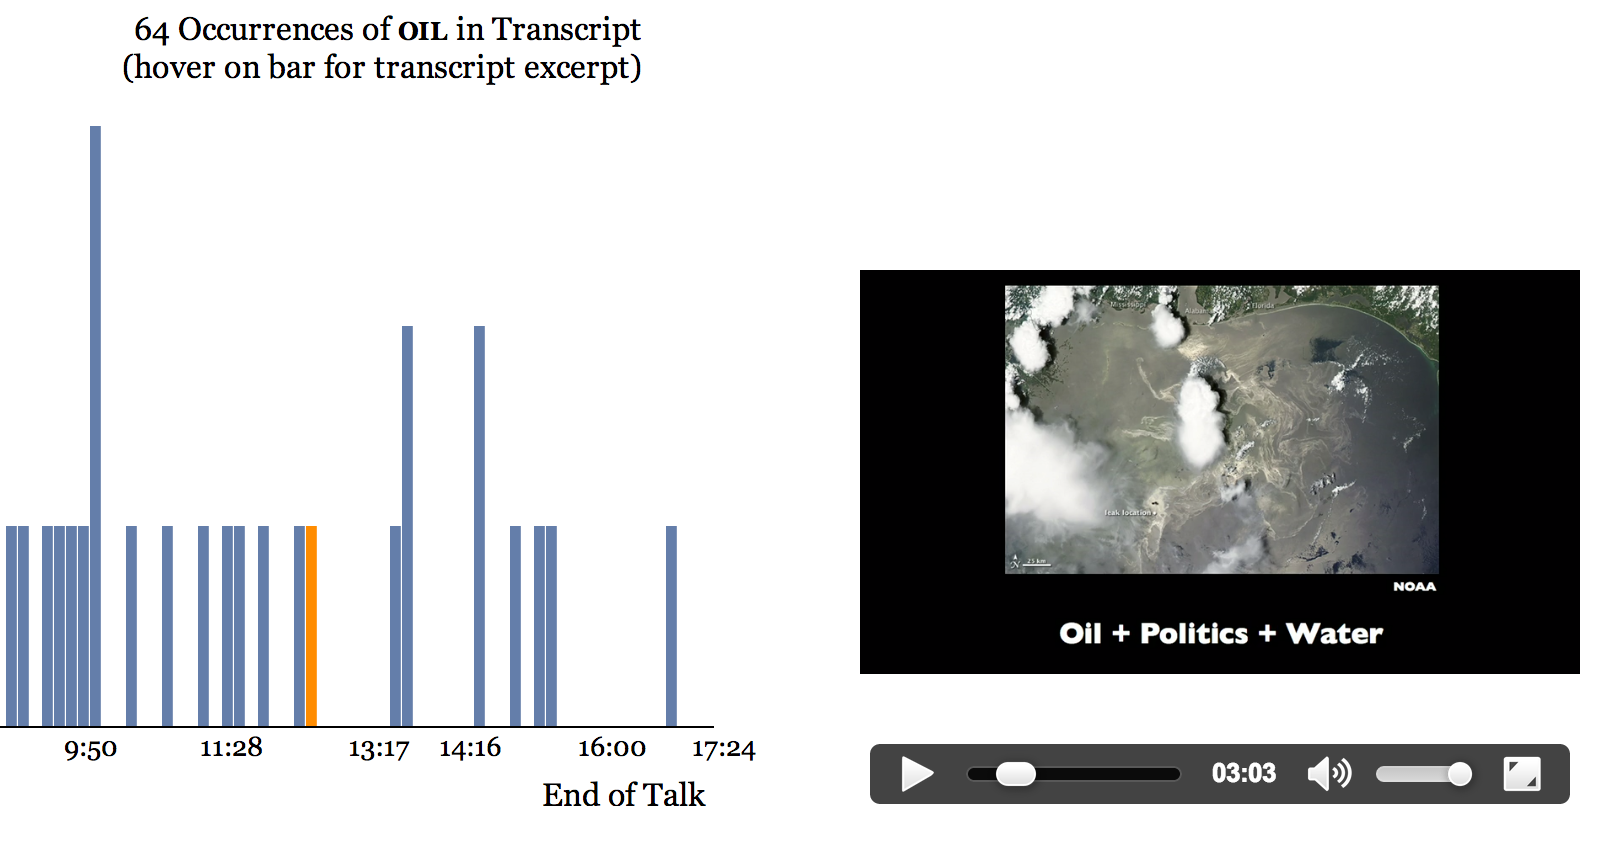 64 Occurrences of OIL in Transcript
(hover on bar for transcript excerpt)
9:50 11:28 13:17 14:16 16:00 17:24
End of Talk
Mississippi
Alabama
Florida
leak location
N 25 km
NOAA
Oil + Politics + Water
03:03